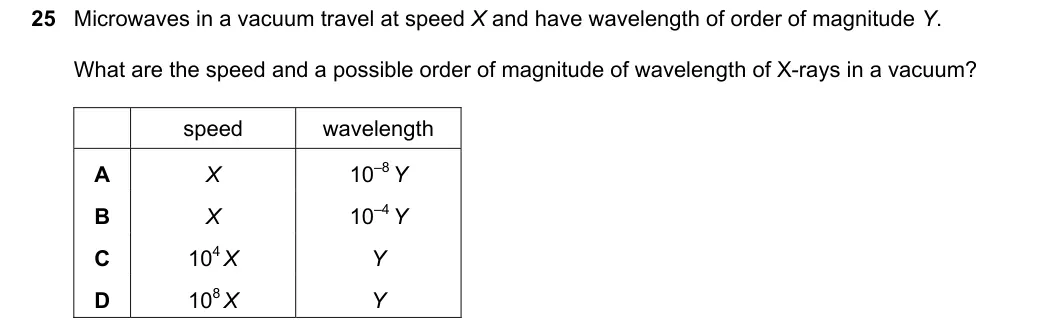 25 Microwaves in a vacuum travel at speed X and have wavelength of order of magnitude Y.
What are the speed and a possible order of magnitude of wavelength of X-rays in a vacuum?
speed wavelength
A X 10⁻⁸ Y
B X 10⁻⁴ Y
C 10⁴ X Y
D 10⁸ X Y